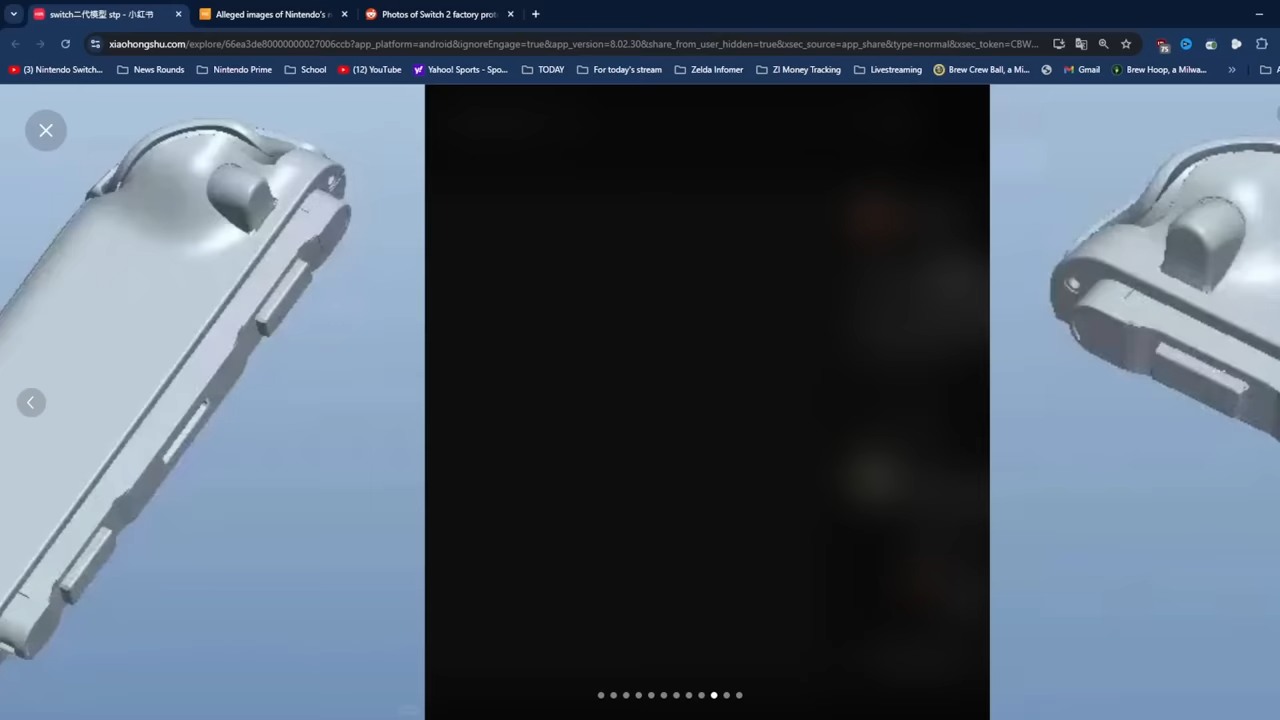 switch二代模型 stp - 小红书
Alleged images of Nintendo's n
Photos of Switch 2 factory prot
xiaohongshu.com/explore/66ea3de80000000027006ccb?app_platform=android&ignoreEngage=true&app_version=8.02.30&share_from_user_hidden=true&xsec_source=app_share&type=normal&xsec_token=CBW...
75
(3) Nintendo Switch...
News Rounds
Nintendo Prime
School
(12) YouTube
Yahoo! Sports - Spo...
TODAY
For today's stream
Zelda Informer
ZI Money Tracking
Livestreaming
Brew Crew Ball, a Mi...
Gmail
Brew Hoop, a Milwa...